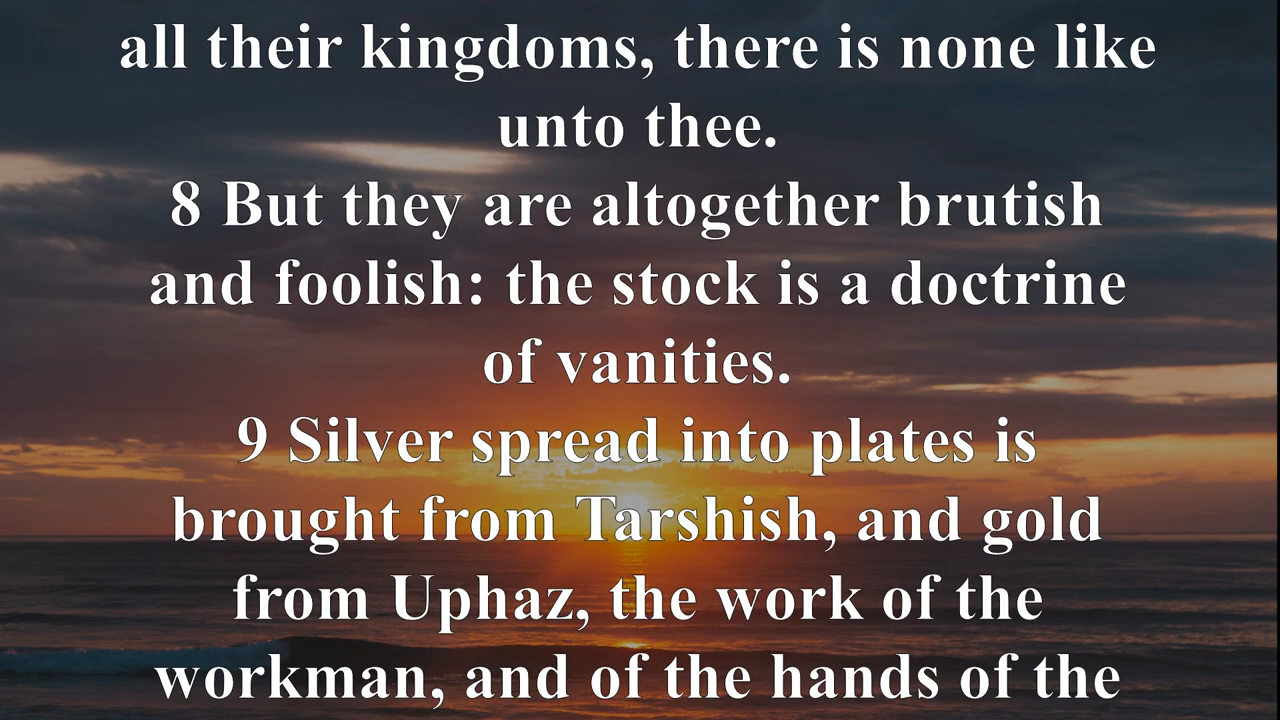 all their kingdoms, there is none like
unto thee.
8 But they are altogether brutish
and foolish: the stock is a doctrine
of vanities.
9 Silver spread into plates is
brought from Tarshish, and gold
from Uphaz, the work of the
workman, and of the hands of the